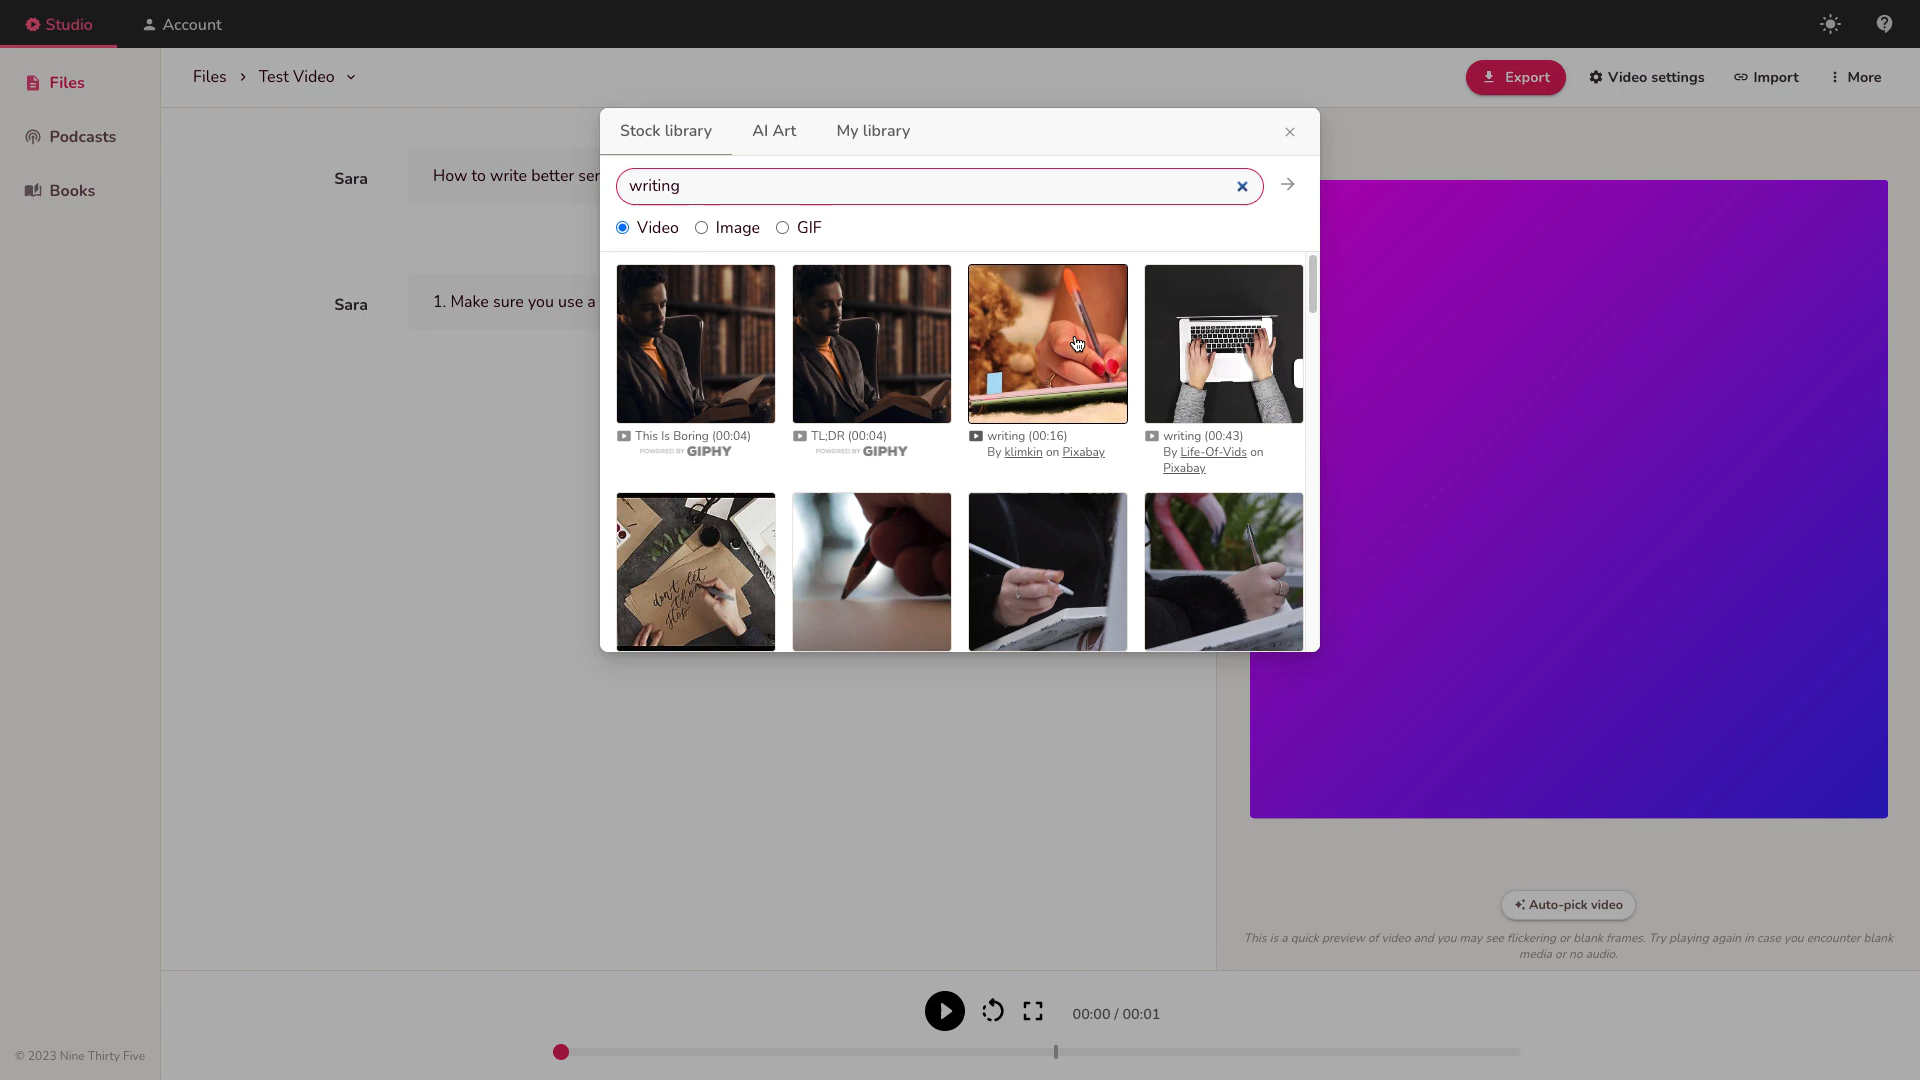 Studio
Account
Files
Podcasts
Books
Files > Test Video
Export
Video settings
Import
More
Stock library
AI Art
My library
writing
Video
Image
GIF
Sara
How to write better ser
Sara
1. Make sure you use a
This Is Boring (00:04)
POWERED BY GIPHY
TL;DR (00:04)
POWERED BY GIPHY
writing (00:16)
By klimkin on Pixabay
writing (00:43)
By Life-Of-Vids on
Pixabay
don't let
them
stop
Auto-pick video
This is a quick preview of video and you may see flickering or blank frames. Try playing again in case you encounter blank
media or no audio.
00:00 / 00:01
© 2023 Nine Thirty Five